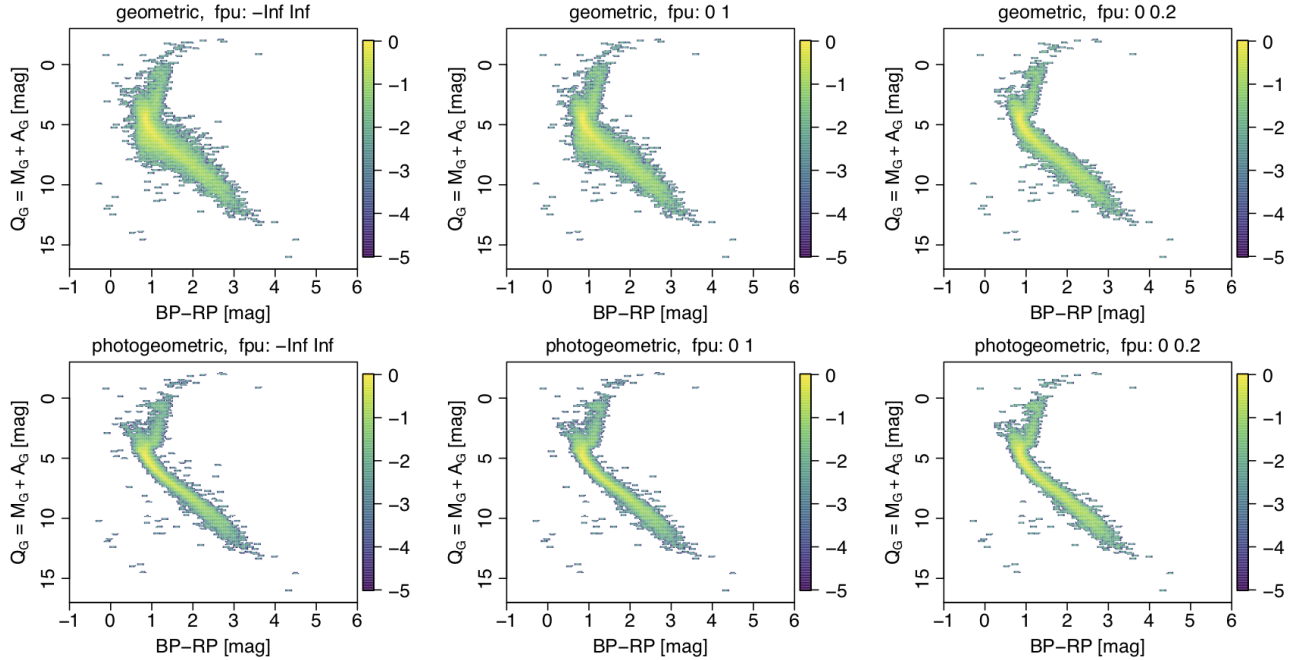 geometric, fpu: −Inf Inf
Q_G = M_G + A_G [mag]
0
5
10
15
−1 0 1 2 3 4 5 6
BP−RP [mag]
0
−1
−2
−3
−4
−5
geometric, fpu: 0 1
Q_G = M_G + A_G [mag]
0
5
10
15
−1 0 1 2 3 4 5 6
BP−RP [mag]
0
−1
−2
−3
−4
−5
geometric, fpu: 0 0.2
Q_G = M_G + A_G [mag]
0
5
10
15
−1 0 1 2 3 4 5 6
BP−RP [mag]
0
−1
−2
−3
−4
−5
photogeometric, fpu: −Inf Inf
Q_G = M_G + A_G [mag]
0
5
10
15
−1 0 1 2 3 4 5 6
BP−RP [mag]
0
−1
−2
−3
−4
−5
photogeometric, fpu: 0 1
Q_G = M_G + A_G [mag]
0
5
10
15
−1 0 1 2 3 4 5 6
BP−RP [mag]
0
−1
−2
−3
−4
−5
photogeometric, fpu: 0 0.2
Q_G = M_G + A_G [mag]
0
5
10
15
−1 0 1 2 3 4 5 6
BP−RP [mag]
0
−1
−2
−3
−4
−5